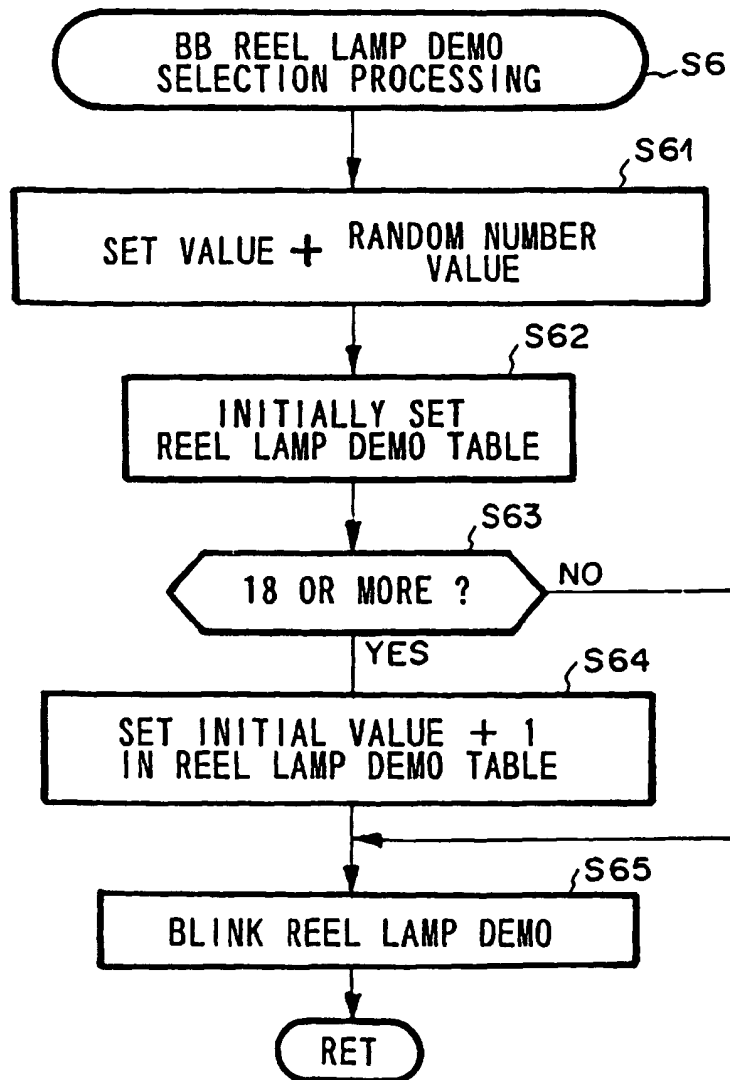 BB REEL LAMP DEMO
SELECTION PROCESSING
S6
S61
SET VALUE + RANDOM NUMBER
VALUE
S62
INITIALLY SET
REEL LAMP DEMO TABLE
S63
18 OR MORE ?
NO
YES
S64
SET INITIAL VALUE + 1
IN REEL LAMP DEMO TABLE
S65
BLINK REEL LAMP DEMO
RET